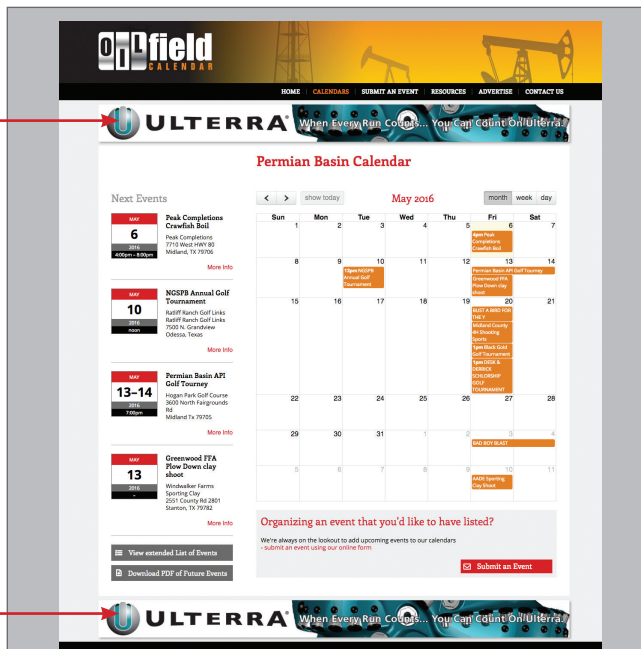 OIL field
CALENDAR
HOME CALENDARS SUBMIT AN EVENT RESOURCES ADVERTISE CONTACT US
ULTERRA When Every Run Counts... You Can Count On Ulterra.
Permian Basin Calendar
Next Events
MAY
6
2016
4:00pm - 8:00pm
Peak Completions
Crawfish Boil
Peak Completions
7710 West HWY 80
Midland, TX 79706
More Info
MAY
10
2016
noon
NGSPB Annual Golf
Tournament
Ratliff Ranch Golf Links
Ratliff Ranch Golf Links
7500 N. Grandview
Odessa, Texas
More Info
MAY
13–14
2016
7:00pm
Permian Basin API
Golf Tourney
Hogan Park Golf Course
3600 North Fairgrounds
Rd
Midland Tx 79705
More Info
MAY
13
2016
-
Greenwood FFA
Plow Down clay
shoot
Windwalker Farms
Sporting Clay
2551 County Rd 2801
Stanton, TX 79782
More Info
View extended List of Events
Download PDF of Future Events
< > show today May 2016 month week day
Sun Mon Tue Wed Thu Fri Sat
1 2 3 4 5 6 7
4pm Peak
Completions
Crawfish Boil
8 9 10 11 12 13 14
12pm NGSPB
Annual Golf
Tournament
Permian Basin API Golf Tourney
Greenwood FFA
Plow Down clay
shoot
15 16 17 18 19 20 21
BUST A BIRD FOR
THE Y
Midland County
4H Shooting
Sports
1pm Black Gold
Golf Tournament
1pm DESK &
DERRICK
SCHLORSHIP
GOLF
TOURNAMENT
22 23 24 25 26 27 28
29 30 31 1 2 3 4
BAD BOY BLAST
5 6 7 8 9 10 11
AADE Sporting
Clay Shoot
Organizing an event that you'd like to have listed?
We're always on the lookout to add upcoming events to our calendars
- submit an event using our online form
Submit an Event
ULTERRA When Every Run Counts... You Can Count On Ulterra.